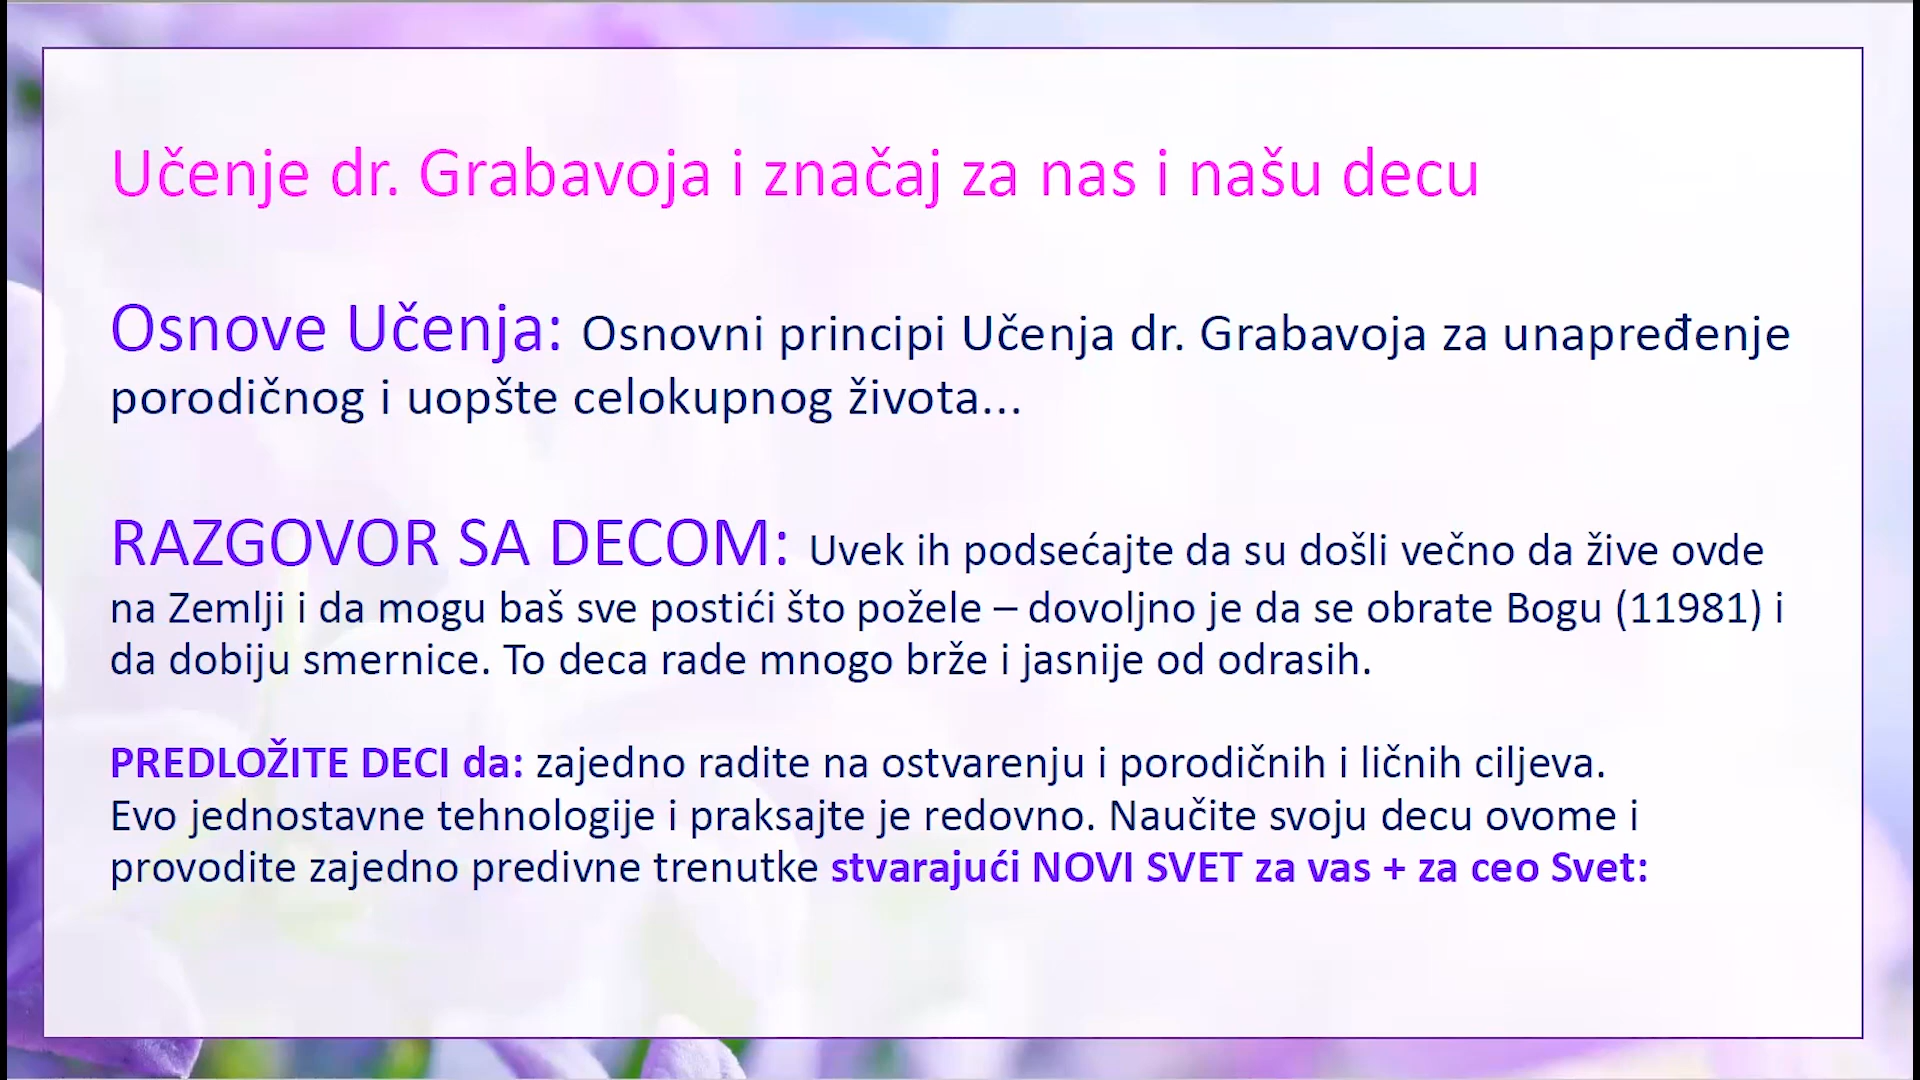 Učenje dr. Grabavoja i značaj za nas i našu decu
Osnove Učenja: Osnovni principi Učenja dr. Grabavoja za unapređenje
porodičnog i uopšte celokupnog života...
RAZGOVOR SA DECOM: Uvek ih podsećajte da su došli večno da žive ovde
na Zemlji i da mogu baš sve postići što požele – dovoljno je da se obrate Bogu (11981) i
da dobiju smernice. To deca rade mnogo brže i jasnije od odrasih.
PREDLOŽITE DECI da: zajedno radite na ostvarenju i porodičnih i ličnih ciljeva.
Evo jednostavne tehnologije i praksajte je redovno. Naučite svoju decu ovome i
provodite zajedno predivne trenutke stvarajući NOVI SVET za vas + za ceo Svet: